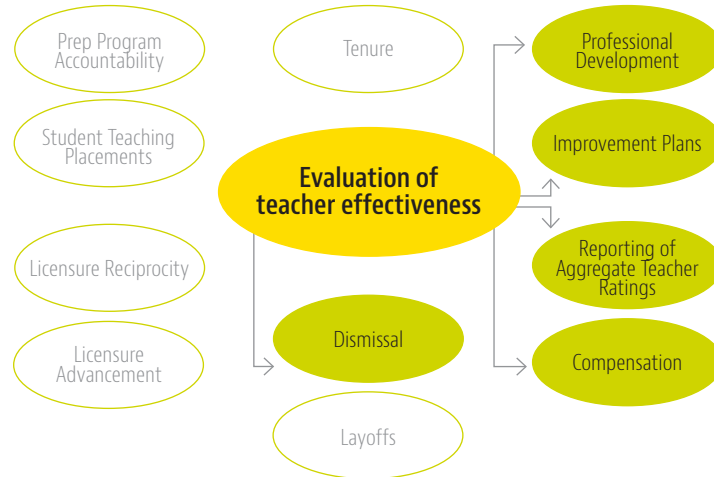 Prep Program
Accountability
Tenure
Professional
Development
Student Teaching
Placements
Improvement Plans
Evaluation of
teacher effectiveness
Licensure Reciprocity
Reporting of
Aggregate Teacher
Ratings
Dismissal
Licensure
Advancement
Compensation
Layoffs